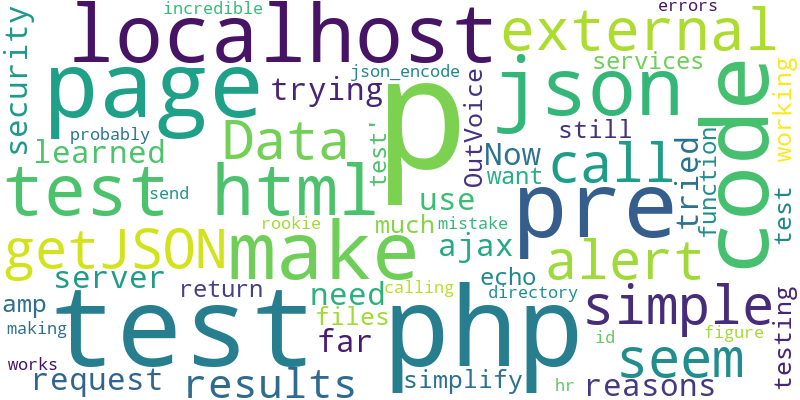 incredible
errors
localhost
external
security
page
p
json
services
code
working
json_encode
trying
OutVoice
still
probably
learned
Data
test'
Now
call
tried
function
want
test
html
send
use
pre
test
rookie
much
mistake
getJSON
make
ajax
alert
server
echo
calling
directory
return
need
simple
testing
amp
test
php
files
making
far
id
figure
seem
works
request
results
simplify
hr
reasons